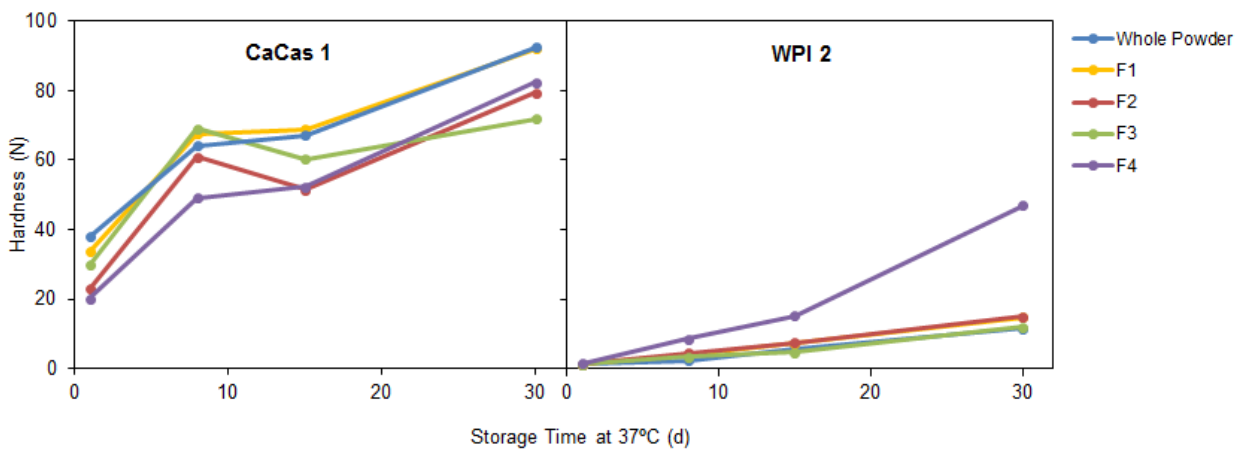 100
80
60
40
20
0
Hardness (N)
CaCas 1
WPI 2
0 10 20 30
0 10 20 30
Storage Time at 37ºC (d)
Whole Powder
F1
F2
F3
F4